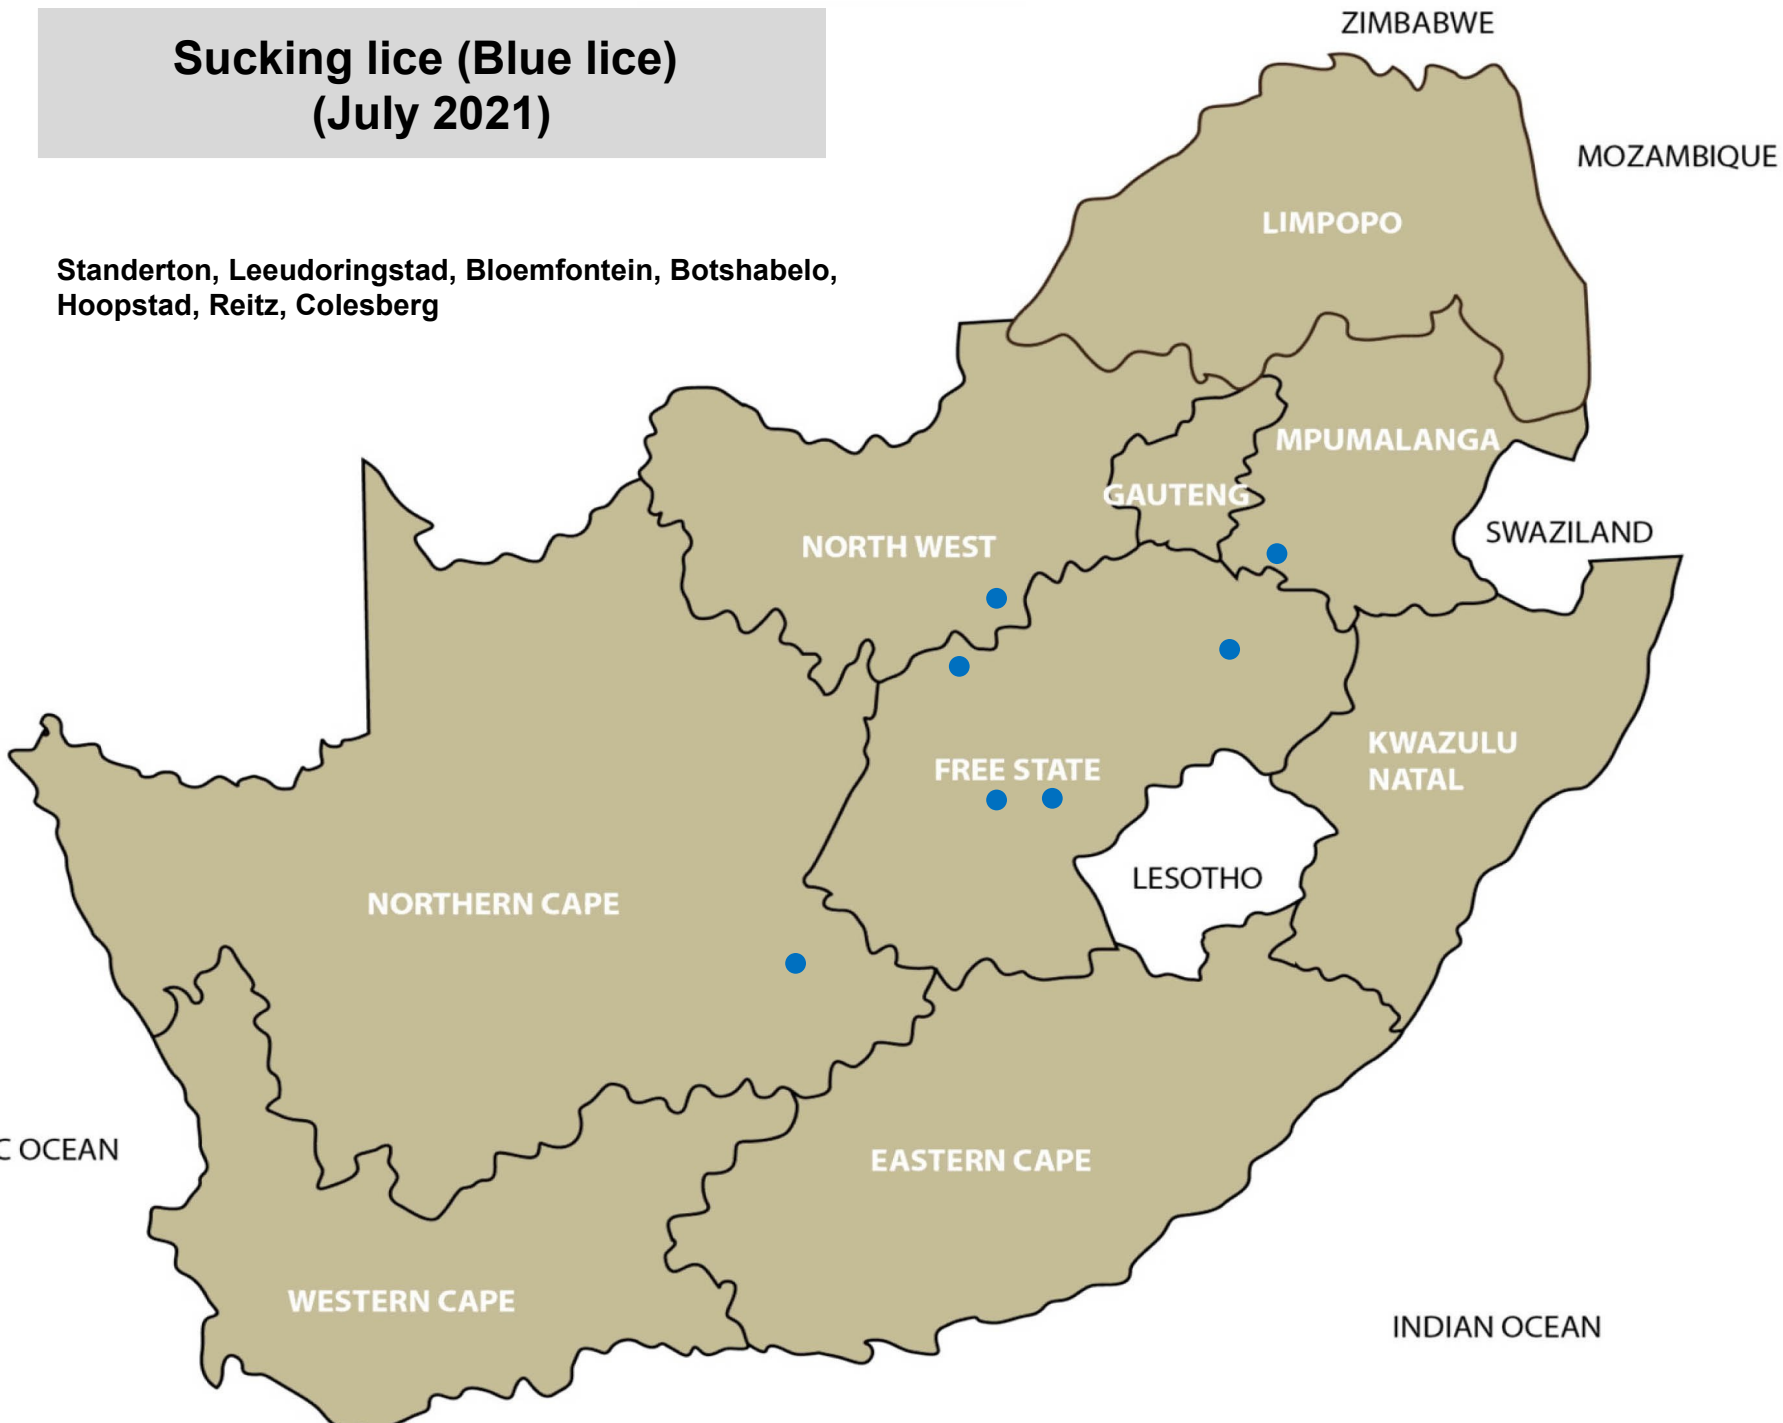 Sucking lice (Blue lice)
(July 2021)
Standerton, Leeudoringstad, Bloemfontein, Botshabelo,
Hoopstad, Reitz, Colesberg
ZIMBABWE
MOZAMBIQUE
LIMPOPO
MPUMALANGA
GAUTENG
SWAZILAND
NORTH WEST
KWAZULU
NATAL
FREE STATE
LESOTHO
NORTHERN CAPE
C OCEAN
EASTERN CAPE
WESTERN CAPE
INDIAN OCEAN